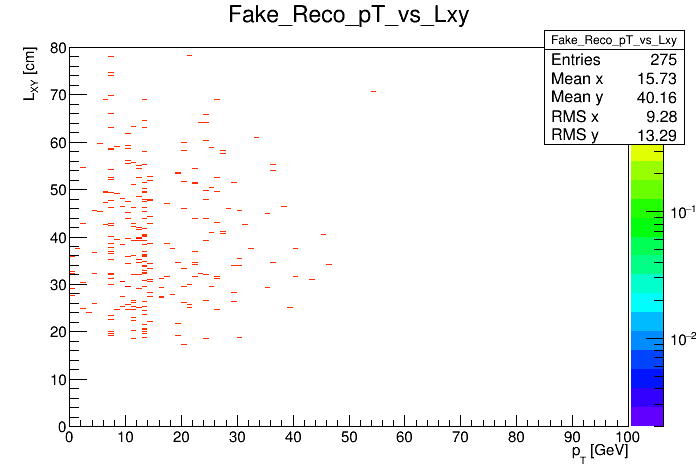 Fake_Reco_pT_vs_Lxy
Fake_Reco_pT_vs_Lxy
Entries 275
Mean x 15.73
Mean y 40.16
RMS x 9.28
RMS y 13.29
L_XY [cm]
80
70
60
50
40
30
20
10
0
0 10 20 30 40 50 60 70 80 90 100
p_T [GeV]
10^-1
10^-2